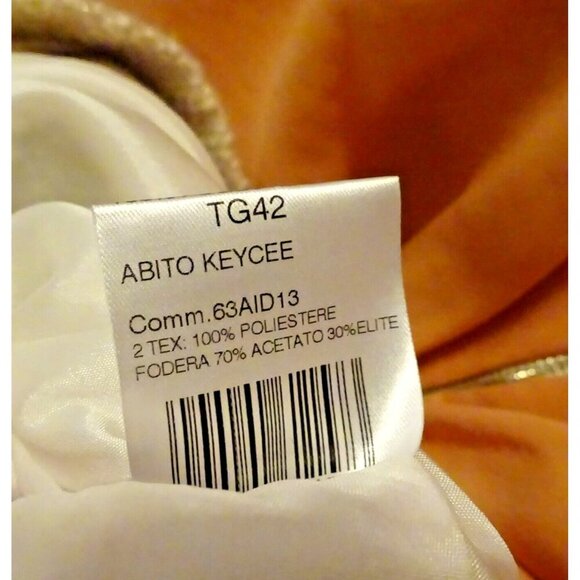 TG42
ABITO KEYCEE
Comm.63AID13
2 TEX: 100% POLIESTERE
FODERA 70% ACETATO 30%ELITE